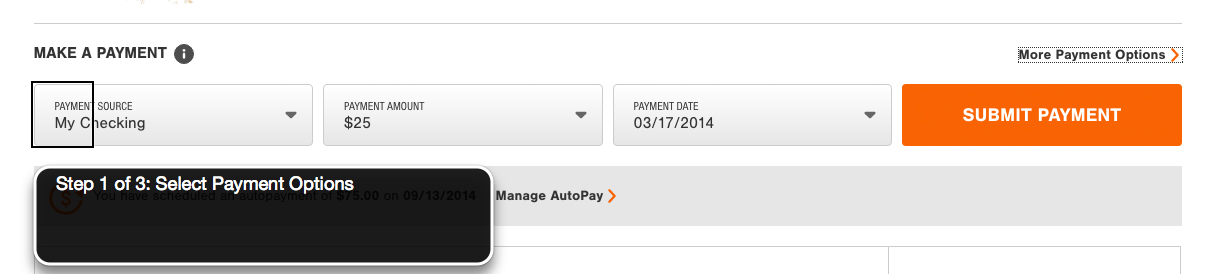 MAKE A PAYMENT
More Payment Options
PAYMENT SOURCE
My Checking
PAYMENT AMOUNT
$25
PAYMENT DATE
03/17/2014
SUBMIT PAYMENT
Step 1 of 3: Select Payment Options
You have scheduled an autopayment of $75.00 on 09/13/2014 Manage AutoPay